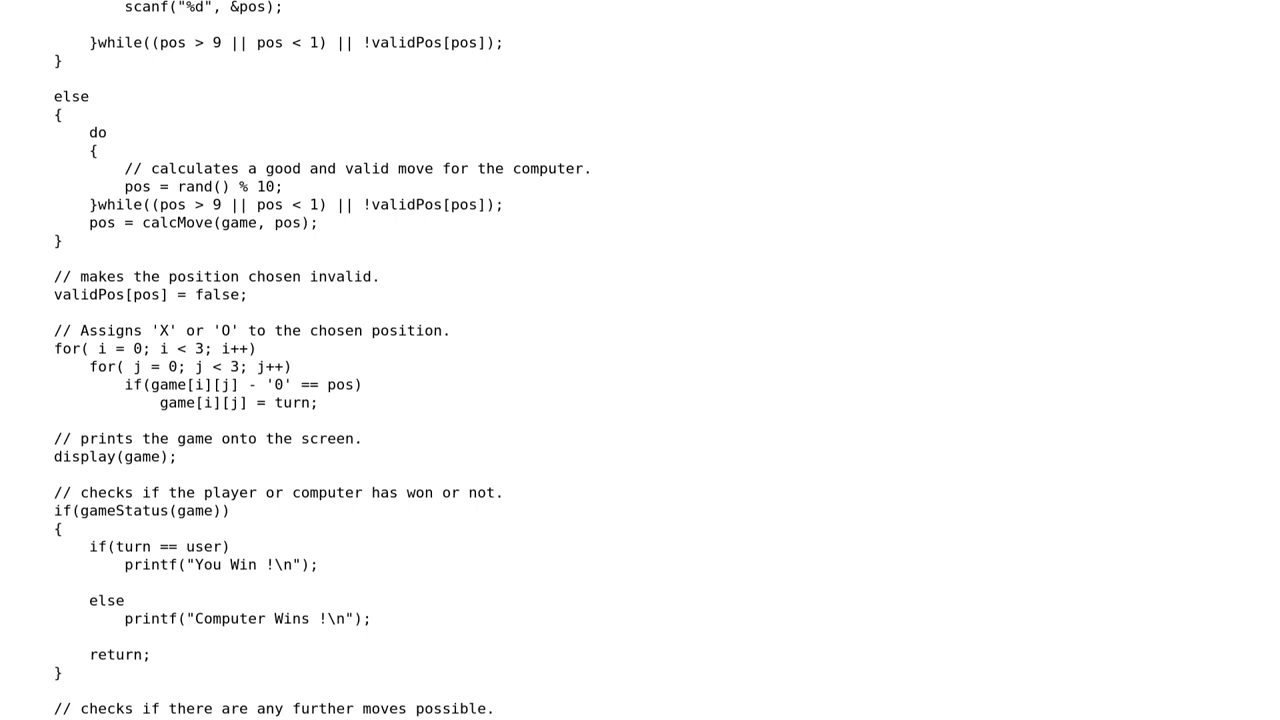 scanf("%d", &pos);
}while((pos > 9 || pos < 1) || !validPos[pos]);
}
else
{
do
{
// calculates a good and valid move for the computer.
pos = rand() % 10;
}while((pos > 9 || pos < 1) || !validPos[pos]);
pos = calcMove(game, pos);
}
// makes the position chosen invalid.
validPos[pos] = false;
// Assigns 'X' or 'O' to the chosen position.
for( i = 0; i < 3; i++)
for( j = 0; j < 3; j++)
if(game[i][j] - '0' == pos)
game[i][j] = turn;
// prints the game onto the screen.
display(game);
// checks if the player or computer has won or not.
if(gameStatus(game))
{
if(turn == user)
printf("You Win !\n");
else
printf("Computer Wins !\n");
return;
}
// checks if there are any further moves possible.